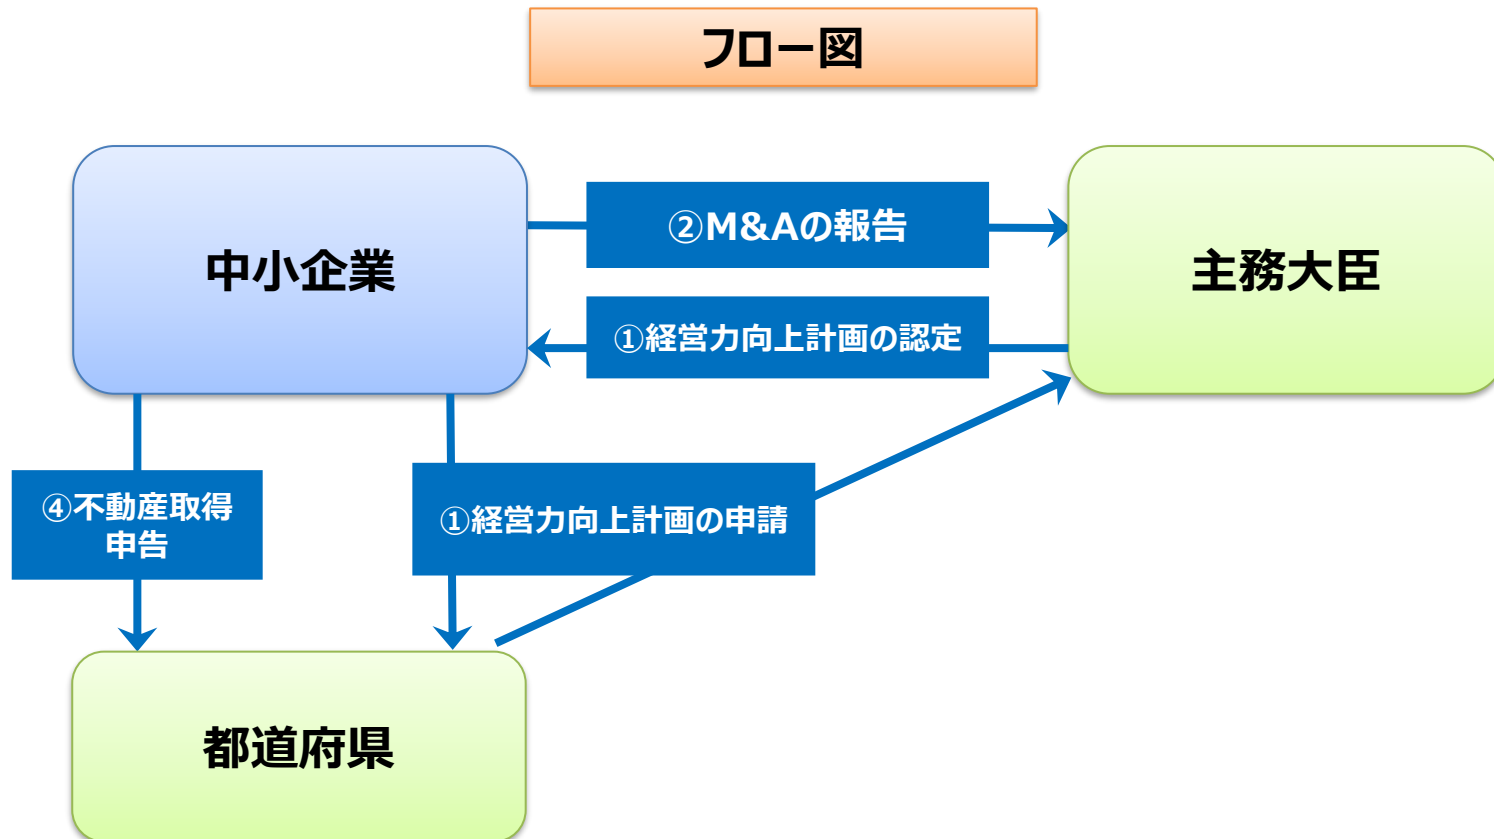 フロー図
中小企業
②M&Aの報告
主務大臣
①経営力向上計画の認定
④不動産取得
申告
①経営力向上計画の申請
都道府県